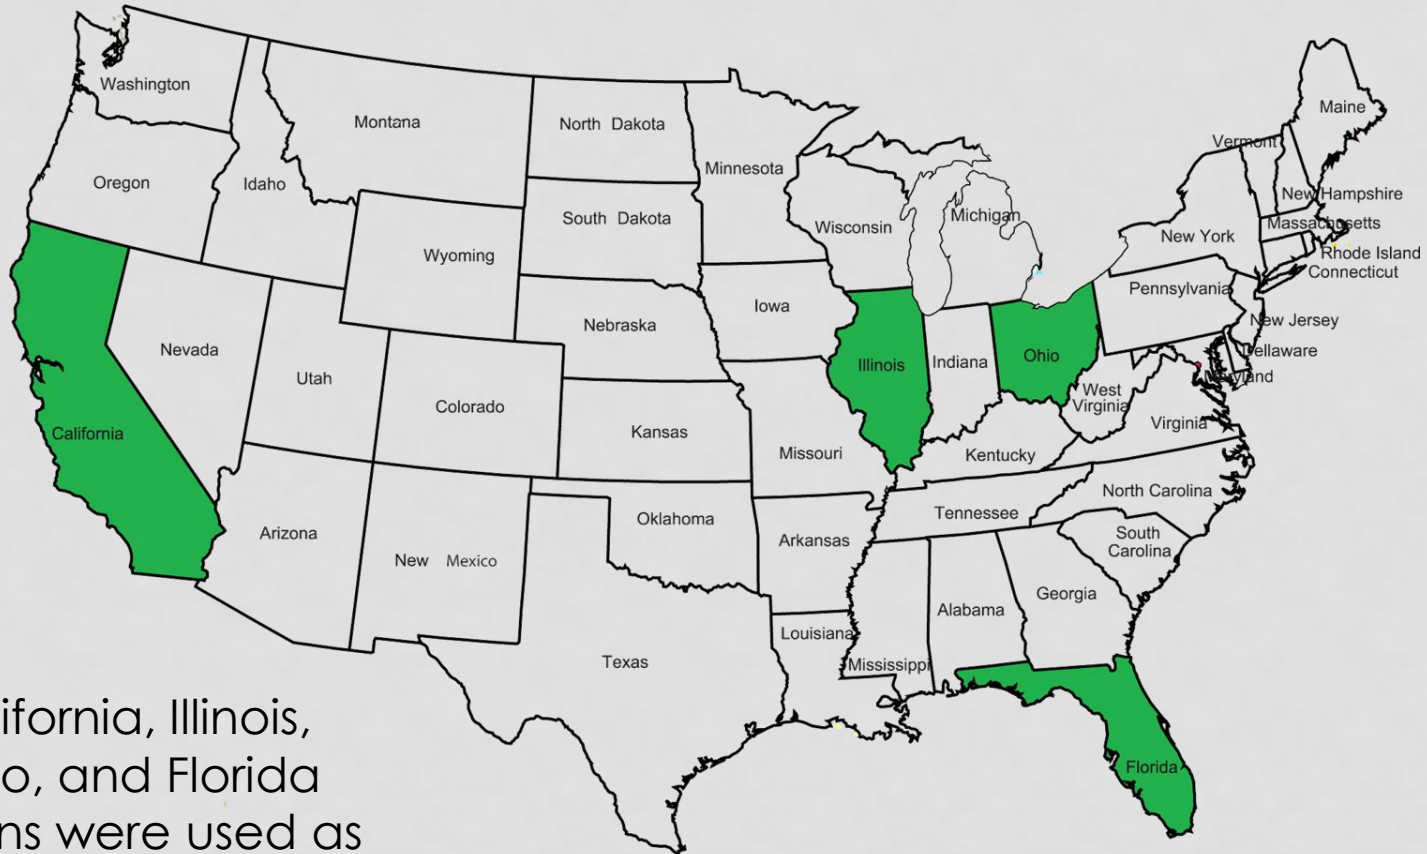 Washington
Montana
North Dakota
Minnesota
Maine
Vermont
Oregon
Idaho
South Dakota
Wisconsin
Michigan
New Hampshire
Massachusetts
New York
Rhode Island
Connecticut
Wyoming
Pennsylvania
Iowa
Nebraska
New Jersey
Nevada
Illinois
Indiana
Ohio
Dellaware
Utah
Maryland
Colorado
West
Virginia
California
Kansas
Missouri
Kentucky
Virginia
Arizona
Oklahoma
Tennessee
North Carolina
New Mexico
Arkansas
South
Carolina
Georgia
Alabama
Louisiana
Texas
Mississippi
Florida
ifornia, Illinois,
o, and Florida
ns were used as